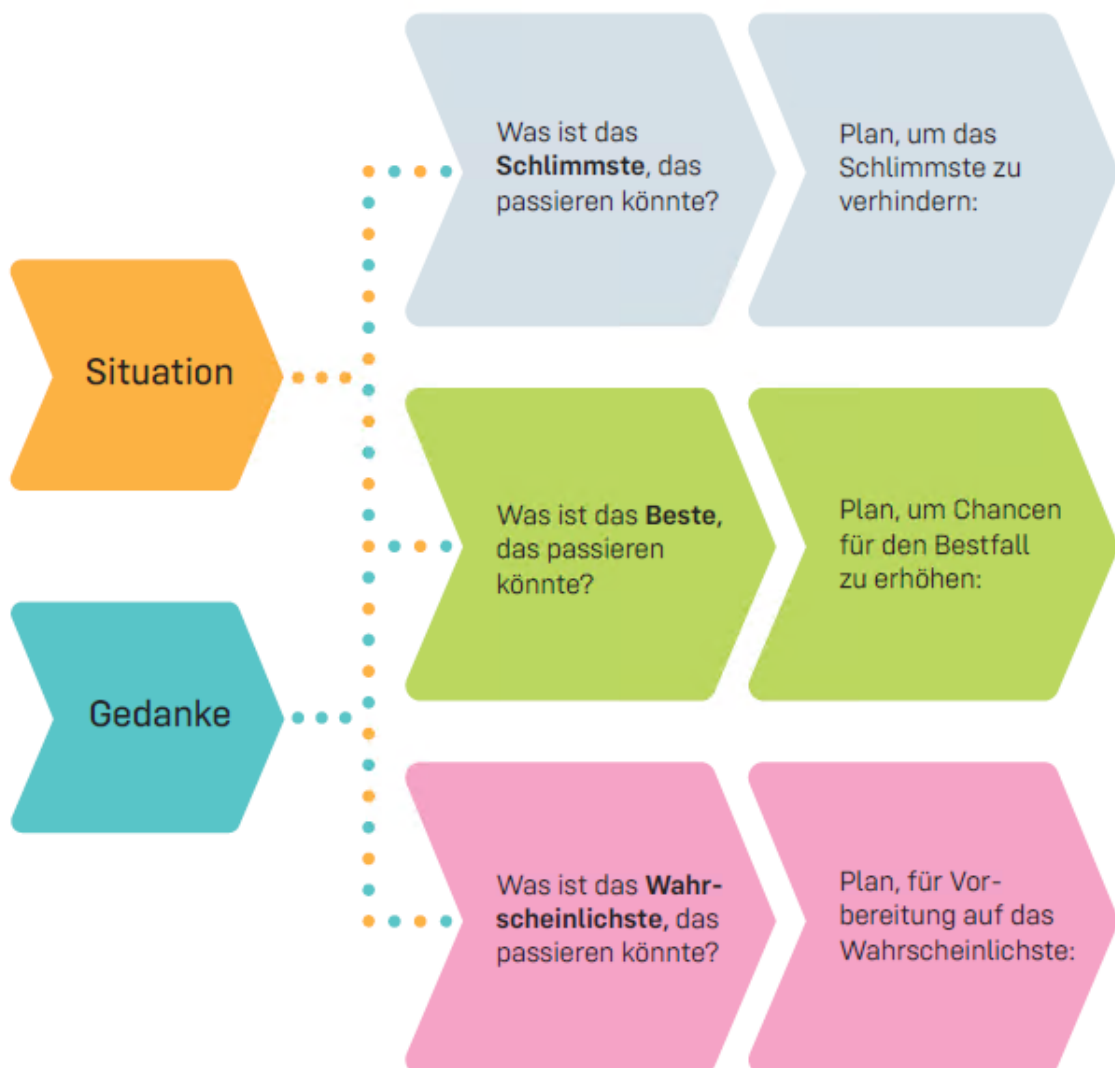 Situation
Gedanke
Was ist das
Schlimmste, das
passieren könnte?
Plan, um das
Schlimmste zu
verhindern:
Was ist das Beste,
das passieren
könnte?
Plan, um Chancen
für den Bestfall
zu erhöhen:
Was ist das Wahr-
scheinlichste, das
passieren könnte?
Plan, für Vor-
bereitung auf das
Wahrscheinlichste: